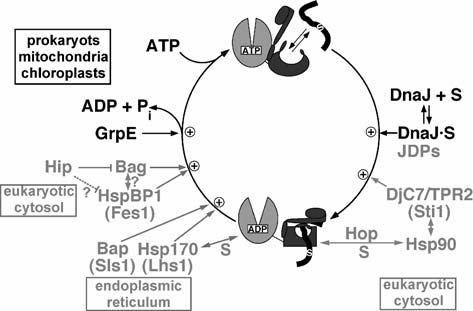 prokaryots
mitochondria
chloroplasts
ATP
ATP
S
DnaJ + S
DnaJ·S
JDPs
ADP + Pi
GrpE
+
+
+
+
+
Hip
Bag
?
?
HspBP1
(Fes1)
eukaryotic
cytosol
DjC7/TPR2
(Sti1)
Hsp90
Hop
S
Bap
(Sls1)
Hsp170
(Lhs1)
S
ADP
S
endoplasmic
reticulum
eukaryotic
cytosol